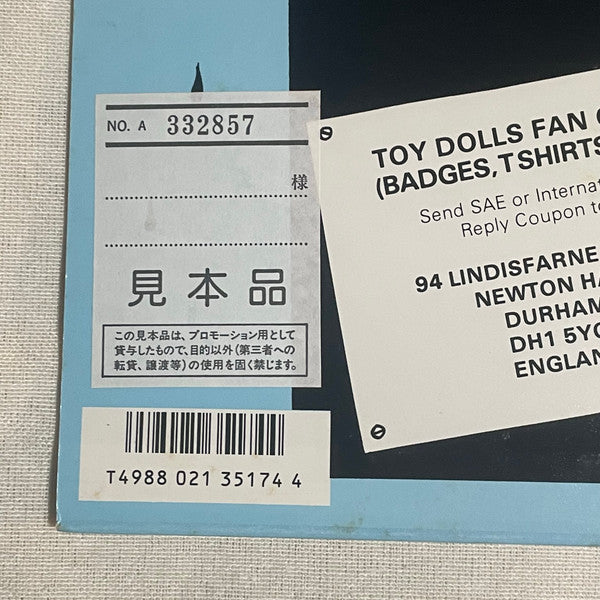 NO. A 332857
様
見本品
この見本品は、プロモーション用として
貸与したもので、目的以外(第三者への
転貸、譲渡等)の使用を固く禁じます。
T4988 021 35174 4
TOY DOLLS FAN
(BADGES, T SHIRTS
Send SAE or
Reply Coupon to
94 LINDISFARNE
NEWTON
DURHAM
DH1
ENGLAN